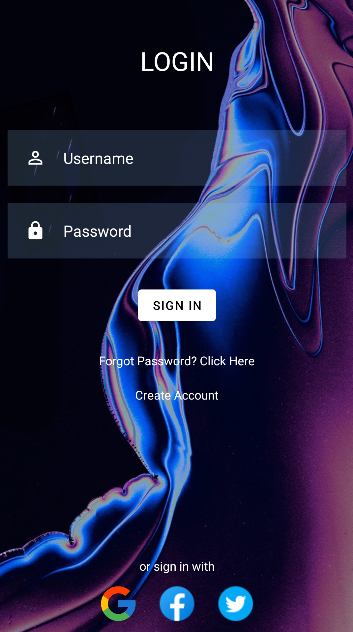 LOGIN
Username
Password
SIGN IN
Forgot Password? Click Here
Create Account
or sign in with